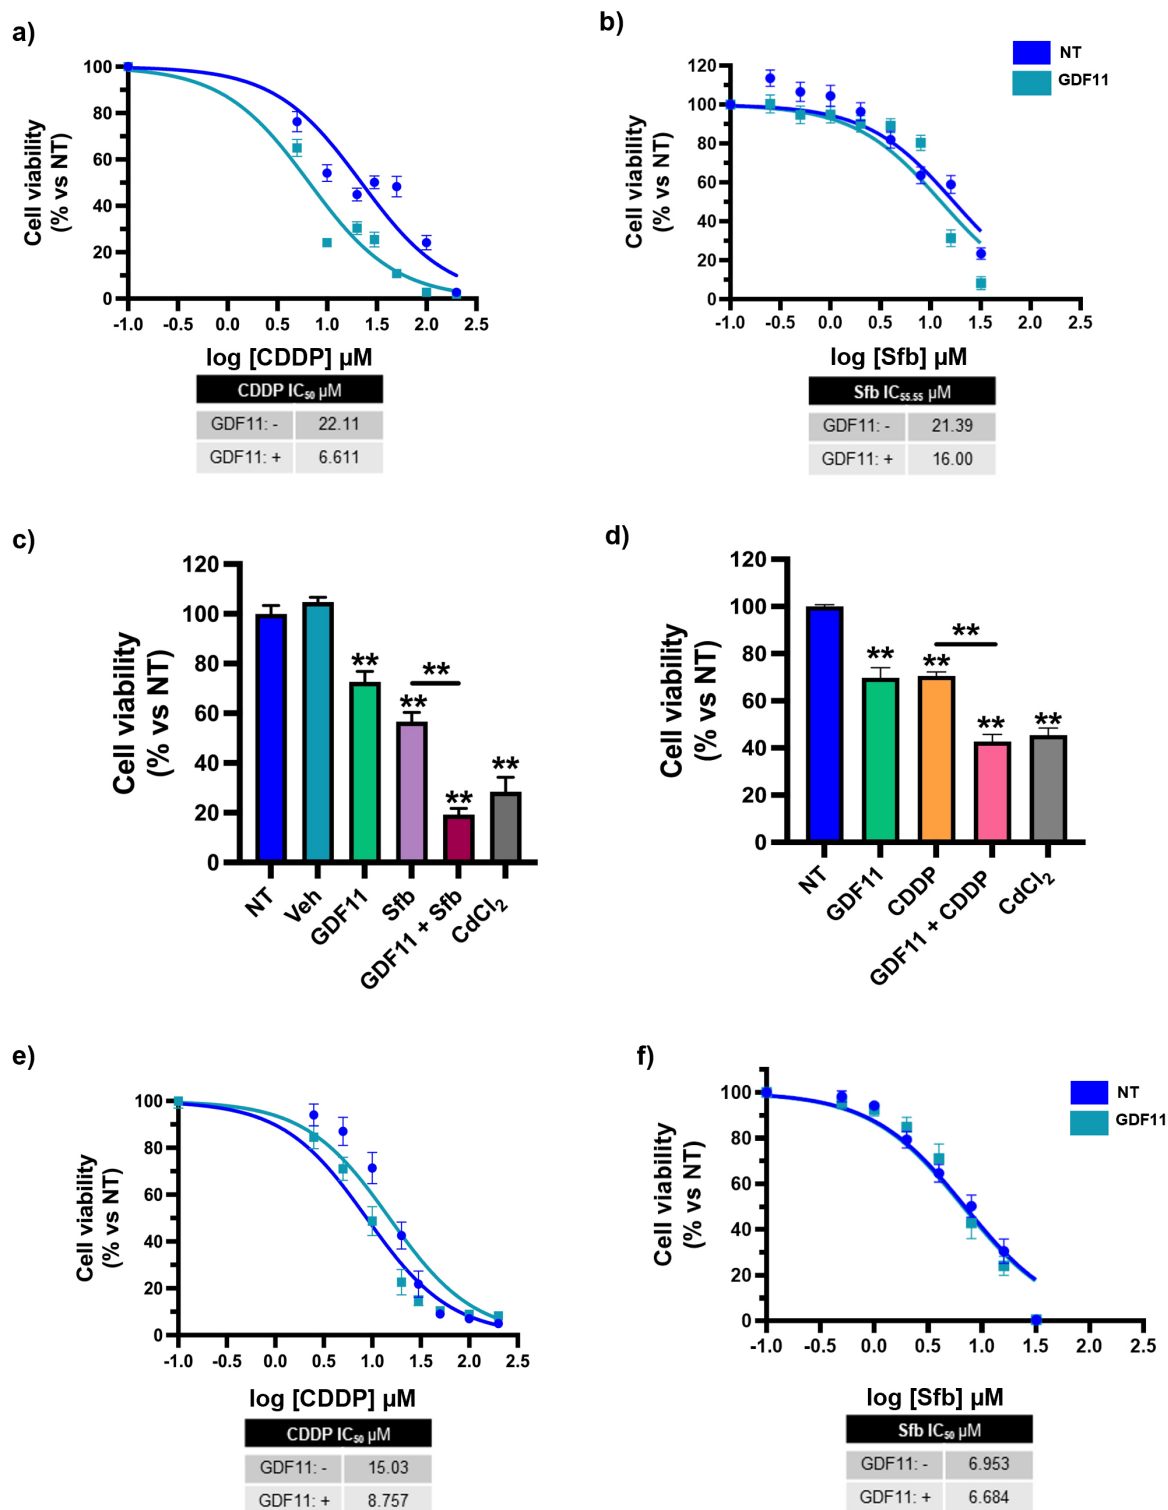 a)
100
80
60
40
20
0
Cell viability
(% vs NT)
-1.0 -0.5 0.0 0.5 1.0 1.5 2.0 2.5
log [CDDP] µM
CDDP IC50 µM
GDF11: - 22.11
GDF11: + 6.611
b)
NT
GDF11
120
100
80
60
40
20
0
Cell viability
(% vs NT)
-1.0 -0.5 0.0 0.5 1.0 1.5 2.0 2.5
log [Sfb] µM
Sfb IC55.55 µM
GDF11: - 21.39
GDF11: + 16.00
c)
120
100
80
60
40
20
0
Cell viability
(% vs NT)
**
**
**
**
**
NT
Veh
GDF11
Sfb
GDF11 + Sfb
CdCl2
d)
120
100
80
60
40
20
0
Cell viability
(% vs NT)
**
**
**
**
**
NT
GDF11
CDDP
GDF11 + CDDP
CdCl2
e)
100
80
60
40
20
0
Cell viability
(% vs NT)
-1.0 -0.5 0.0 0.5 1.0 1.5 2.0 2.5
log [CDDP] µM
CDDP IC50 µM
GDF11: - 15.03
GDF11: + 8.757
f)
NT
GDF11
100
80
60
40
20
0
Cell viability
(% vs NT)
-1.0 -0.5 0.0 0.5 1.0 1.5 2.0 2.5
log [Sfb] µM
Sfb IC50 µM
GDF11: - 6.953
GDF11: + 6.684